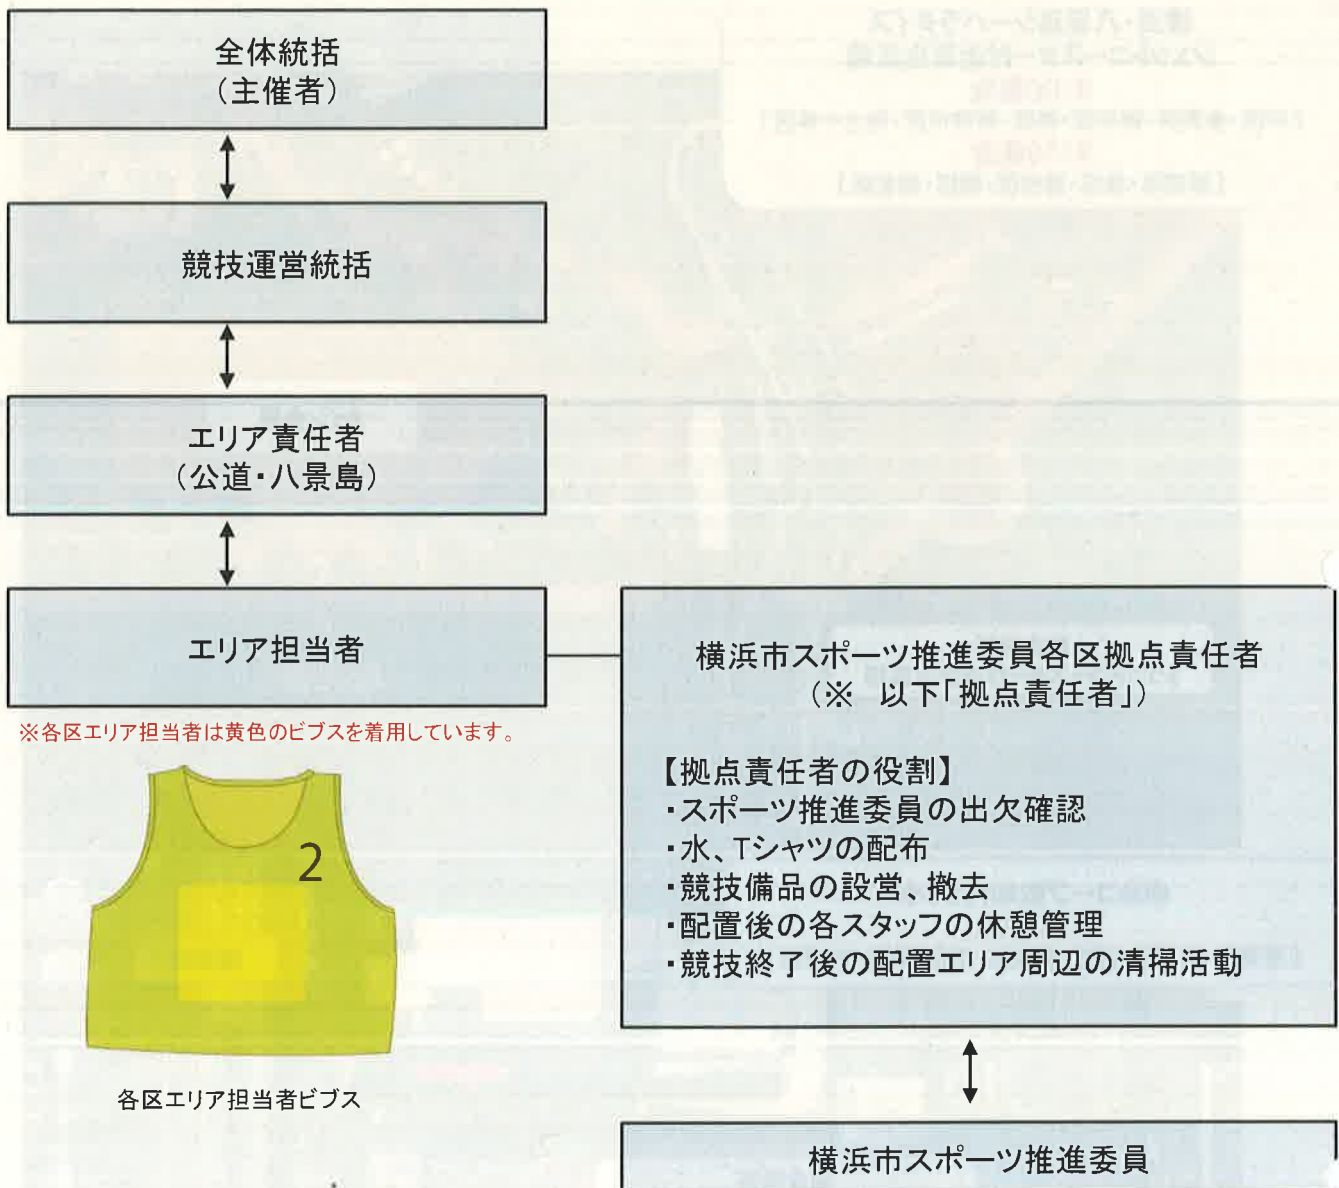 全体統括
(主催者)
競技運営統括
エリア責任者
(公道・八景島)
エリア担当者
※各区エリア担当者は黄色のビブスを着用しています。
2
各区エリア担当者ビブス
横浜市スポーツ推進委員各区拠点責任者
(※ 以下「拠点責任者」)
【拠点責任者の役割】
・スポーツ推進委員の出欠確認
・水、Tシャツの配布
・競技備品の設営、撤去
・配置後の各スタッフの休憩管理
・競技終了後の配置エリア周辺の清掃活動
横浜市スポーツ推進委員